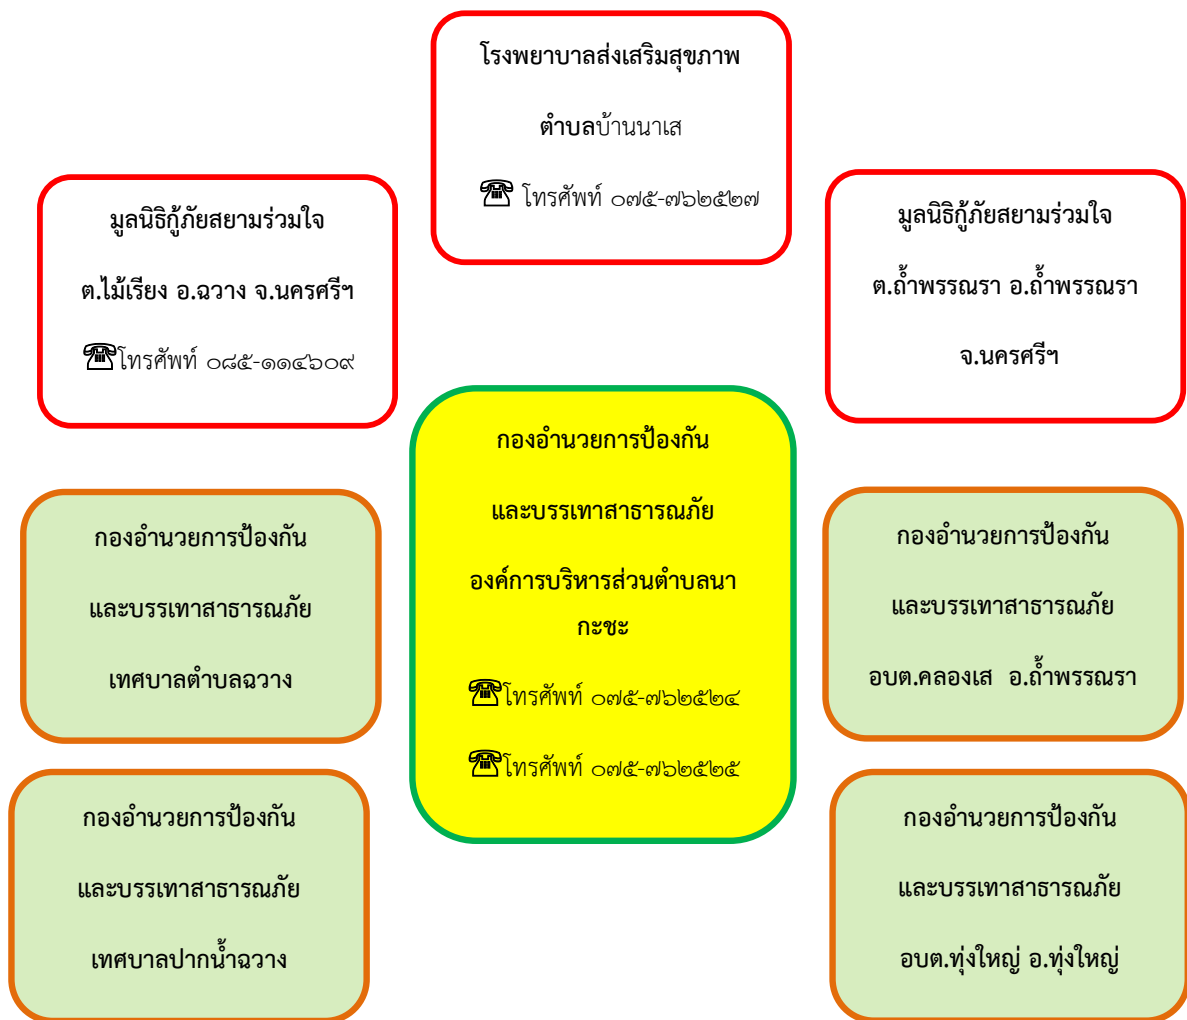 โรงพยาบาลส่งเสริมสุขภาพ
ตำบลบ้านนาเส
☎ โทรศัพท์ ๐๗๕-๗๖๒๕๒๗
มูลนิธิกู้ภัยสยามร่วมใจ
ต.ไม้เรียง อ.ฉวาง จ.นครศรีฯ
☎โทรศัพท์ ๐๘๕-๑๑๔๖๐๙
มูลนิธิกู้ภัยสยามร่วมใจ
ต.ถ้ำพรรณรา อ.ถ้ำพรรณรา
จ.นครศรีฯ
กองอำนวยการป้องกัน
และบรรเทาสาธารณภัย
องค์การบริหารส่วนตำบลนา
กะชะ
☎โทรศัพท์ ๐๗๕-๗๖๒๕๒๔
☎โทรศัพท์ ๐๗๕-๗๖๒๕๒๕
กองอำนวยการป้องกัน
และบรรเทาสาธารณภัย
เทศบาลตำบลฉวาง
กองอำนวยการป้องกัน
และบรรเทาสาธารณภัย
อบต.คลองเส อ.ถ้ำพรรณรา
กองอำนวยการป้องกัน
และบรรเทาสาธารณภัย
เทศบาลปากน้ำฉวาง
กองอำนวยการป้องกัน
และบรรเทาสาธารณภัย
อบต.ทุ่งใหญ่ อ.ทุ่งใหญ่